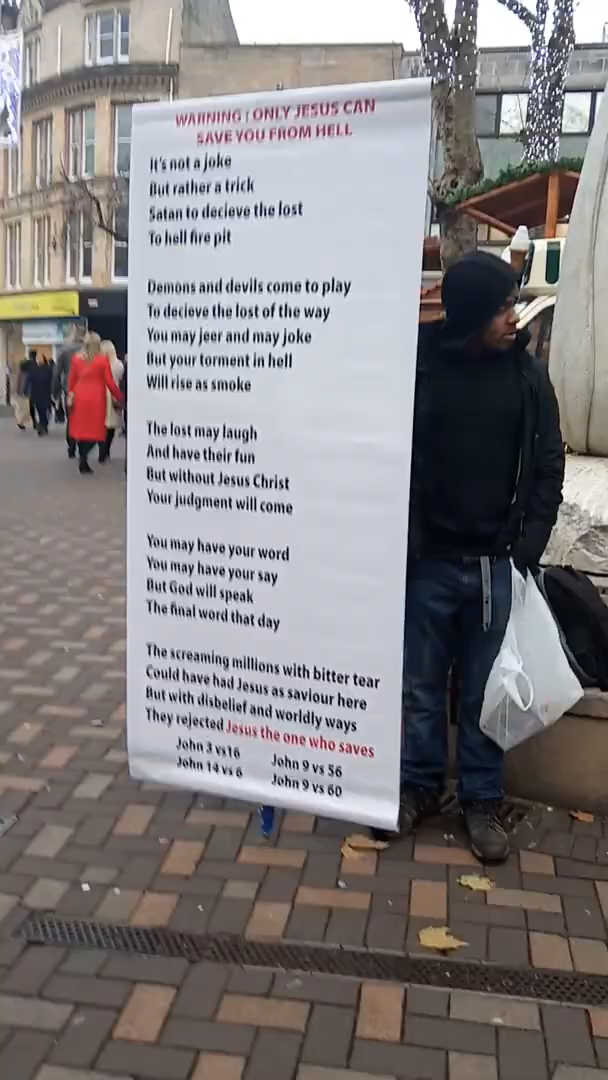 WARNING ! ONLY JESUS CAN
SAVE YOU FROM HELL
It's not a joke
But rather a trick
Satan to decieve the lost
To hell fire pit
Demons and devils come to play
To decieve the lost of the way
You may jeer and may joke
But your torment in hell
Will rise as smoke
The lost may laugh
And have their fun
But without Jesus Christ
Your judgment will come
You may have your word
You may have your say
But God will speak
The final word that day
The screaming millions with bitter tear
Could have had Jesus as saviour here
But with disbelief and worldly ways
They rejected Jesus the one who saves
John 3 vs16 John 9 vs 56
John 14 vs 6 John 9 vs 60